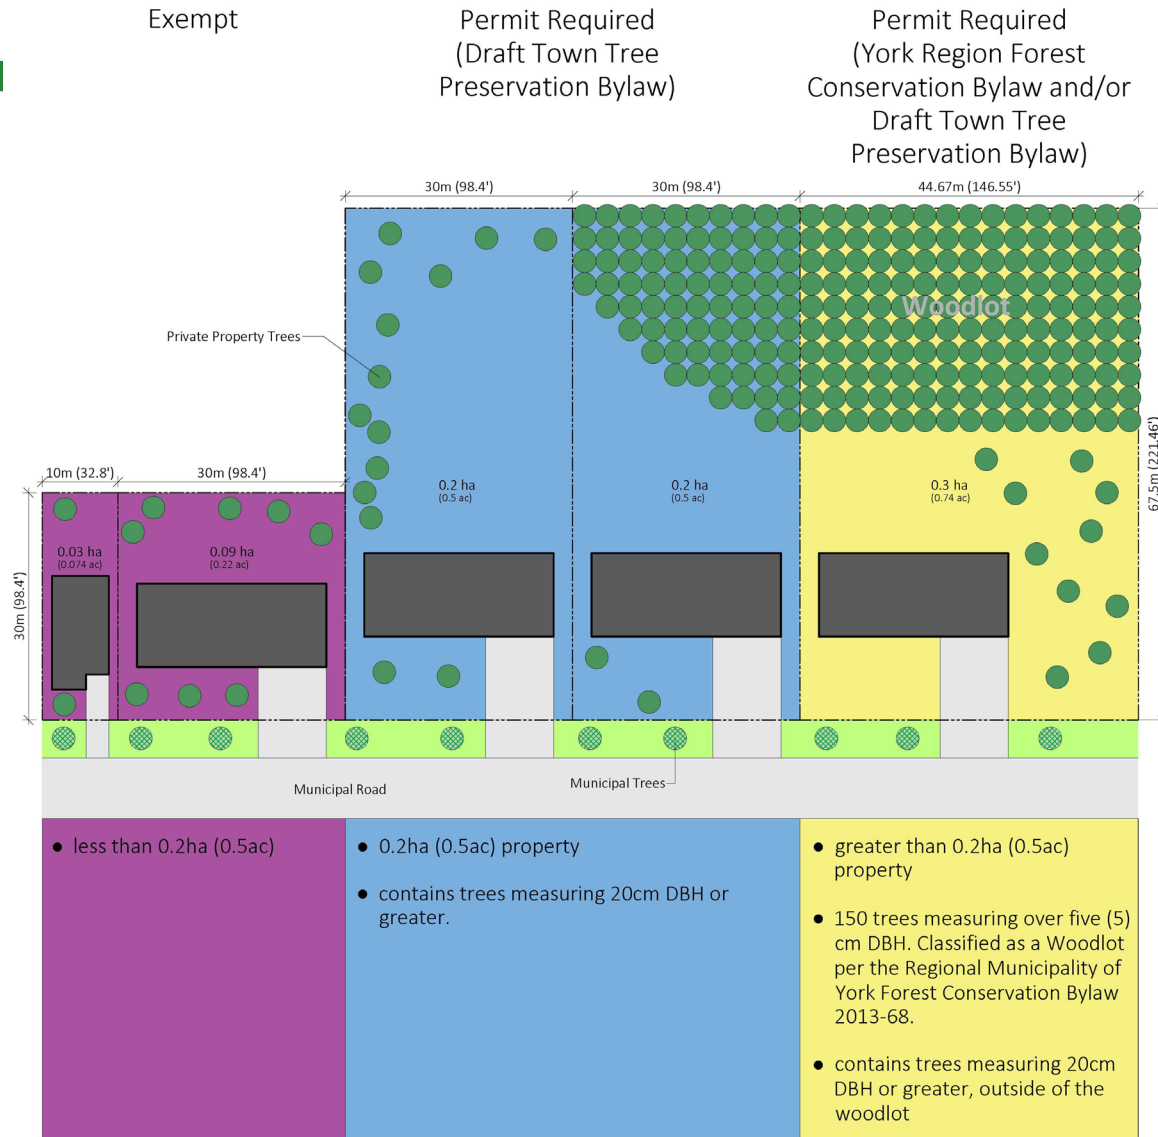 Exempt
Permit Required
(Draft Town Tree
Preservation Bylaw)
Permit Required
(York Region Forest
Conservation Bylaw and/or
Draft Town Tree
Preservation Bylaw)
30m (98.4')
30m (98.4')
44.67m (146.55')
Woodlot
Private Property Trees
67.5m (221.46')
10m (32.8')
30m (98.4')
0.2 ha
(0.5 ac)
0.2 ha
(0.5 ac)
0.3 ha
(0.74 ac)
0.03 ha
(0.074 ac)
0.09 ha
(0.22 ac)
30m (98.4')
Municipal Road
Municipal Trees
● less than 0.2ha (0.5ac)
● 0.2ha (0.5ac) property
● contains trees measuring 20cm DBH or
greater.
● greater than 0.2ha (0.5ac)
property
● 150 trees measuring over five (5)
cm DBH. Classified as a Woodlot
per the Regional Municipality of
York Forest Conservation Bylaw
2013-68.
● contains trees measuring 20cm
DBH or greater, outside of the
woodlot